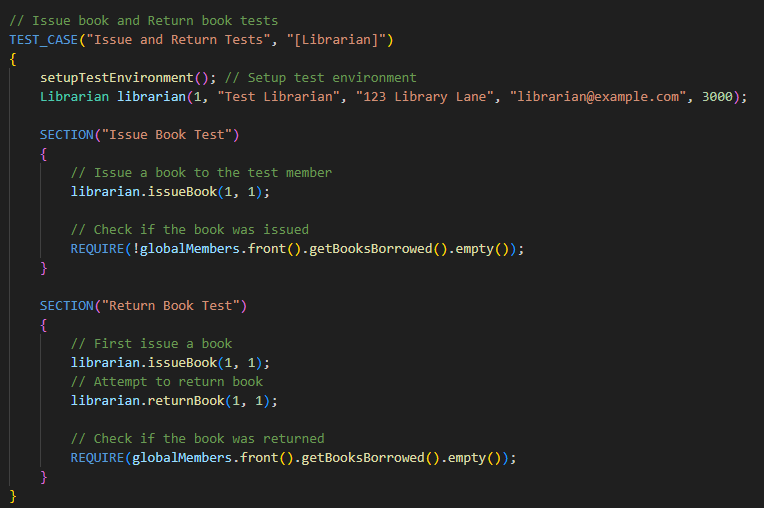 // Issue book and Return book tests
TEST_CASE("Issue and Return Tests", "[Librarian]")
{
    setupTestEnvironment(); // Setup test environment
    Librarian librarian(1, "Test Librarian", "123 Library Lane", "librarian@example.com", 3000);

    SECTION("Issue Book Test")
    {
        // Issue a book to the test member
        librarian.issueBook(1, 1);

        // Check if the book was issued
        REQUIRE(!globalMembers.front().getBooksBorrowed().empty());
    }

    SECTION("Return Book Test")
    {
        // First issue a book
        librarian.issueBook(1, 1);
        // Attempt to return book
        librarian.returnBook(1, 1);

        // Check if the book was returned
        REQUIRE(globalMembers.front().getBooksBorrowed().empty());
    }
}